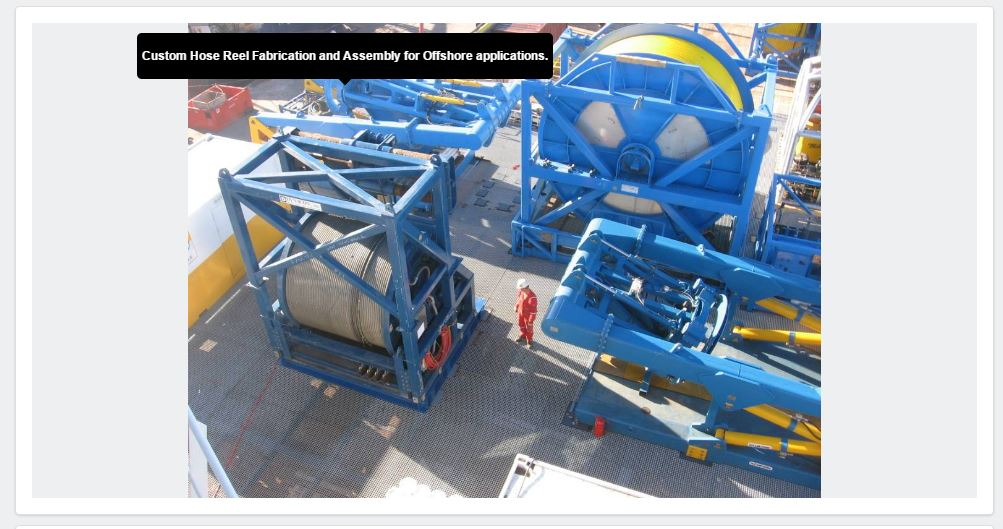 Custom Hose Reel Fabrication and Assembly for Offshore applications.